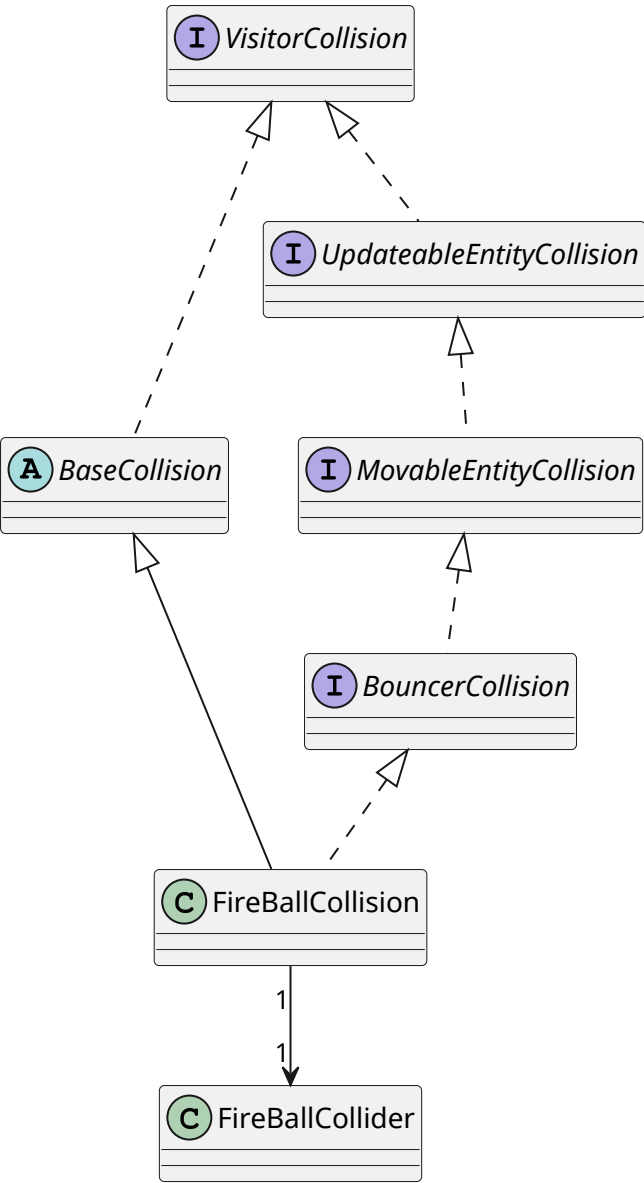 I VisitorCollision
I UpdateableEntityCollision
A BaseCollision
I MovableEntityCollision
I BouncerCollision
C FireBallCollision
1
1
C FireBallCollider